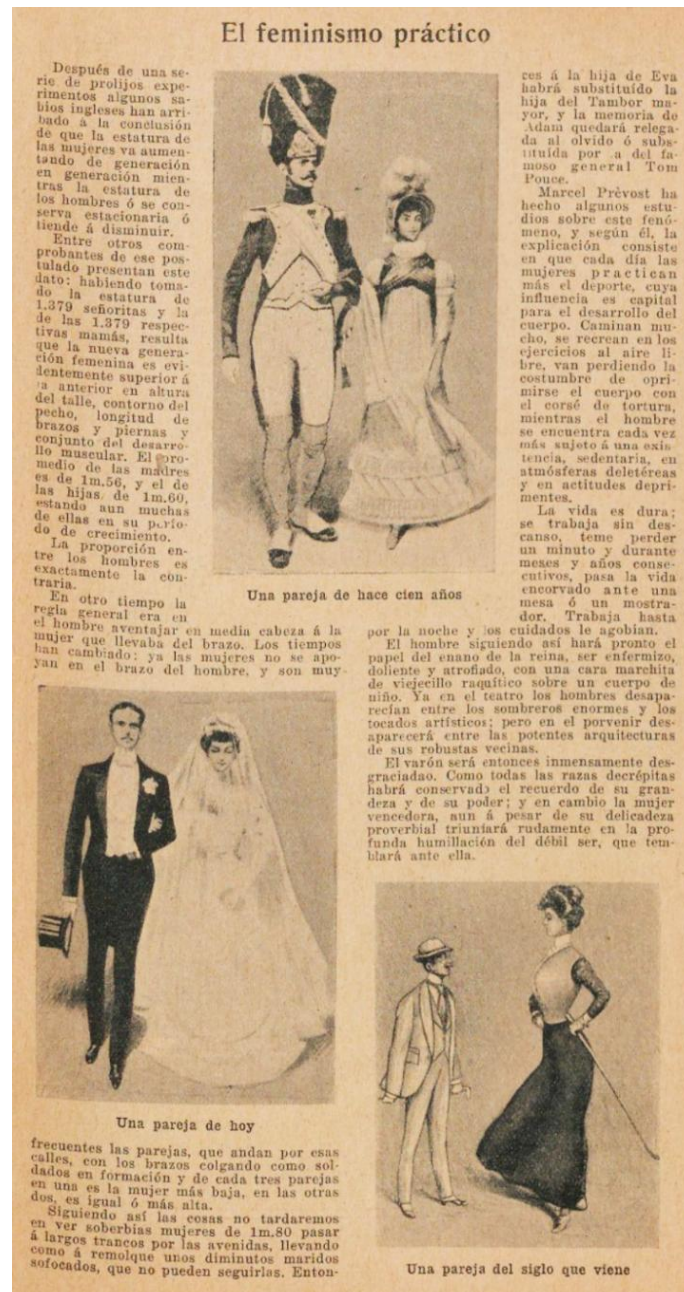 El feminismo práctico
Después de una se-
rie de prolijos expe-
rimentos algunos sa-
bios ingleses han arri-
bado á la conclusión
de que la estatura de
las mujeres va aumen-
tando de generación
en generación mien-
tras la estatura de
los hombres ó se con-
serva estacionaria ó
tiende á disminuir.
Entre otros com-
probantes de ese pos-
tulado presentan este
dato: habiendo toma-
do la estatura de
1.379 señoritas y la
de las 1.379 respec-
tivas mamás, resulta
que la nueva genera-
ción femenina es evi-
dentemente superior á
la anterior en altura
del talle, contorno del
pecho, longitud de
brazos y piernas y
conjunto del desarro-
llo muscular. El pro-
medio de las madres
es de 1m.56, y el de
las hijas de 1m.60,
estando aun muchas
de ellas en su perío-
do de crecimiento.
La proporción en-
tre los hombres es
exactamente la con-
traria.
En otro tiempo la
regla general era en
el hombre aventajar en media cabeza á la
mujer que llevaba del brazo. Los tiempos
han cambiado; ya las mujeres no se apo-
yan en el brazo del hombre, y son muy
Una pareja de hace cien años
Una pareja de hoy
frecuentes las parejas, que andan por esas
calles, con los brazos colgando como sol-
dados en formación y de cada tres parejas
en una es la mujer más baja, en las otras
dos, es igual ó más alta.
Siguiendo así las cosas no tardaremos
en ver soberbias mujeres de 1m.80 pasar
á largos trancos por las avenidas, llevando
como á remolque unos diminutos maridos
sofocados, que no pueden seguirlas. Enton-
ces á la hija de Eva
habrá substituído la
hija del Tambor ma-
yor, y la memoria de
Adam quedará relega-
da al olvido ó subs-
tituída por a del fa-
moso general Tom
Pouce.
Marcel Prèvost ha
hecho algunos estu-
dios sobre este fenó-
meno, y según él, la
explicación consiste
en que cada día las
mujeres practican
más el deporte, cuya
influencia es capital
para el desarrollo del
cuerpo. Caminan mu-
cho, se recrean en los
ejercicios al aire li-
bre, van perdiendo la
costumbre de opri-
mirse el cuerpo con
el corsé de tortura,
mientras el hombre
se encuentra cada vez
más sujeto á una exis
tencia, sedentaria, en
atmósferas deletéreas
y en actitudes depri-
mentes.
La vida es dura;
se trabaja sin des-
canso, teme perder
un minuto y durante
meses y años conse-
cutivos, pasa la vida
encorvado ante una
mesa ó un mostra-
dor. Trabaja hasta
por la noche y los cuidados le agobian.
El hombre siguiendo así hará pronto el
papel del enano de la reina, ser enfermizo,
doliente y atrofiado, con una cara marchita
de viejecillo raquítico sobre un cuerpo de
niño. Ya en el teatro los hombres desapa-
recían entre los sombreros enormes y los
tocados artísticos; pero en el porvenir des-
aparecerá entre las potentes arquitecturas
de sus robustas vecinas.
El varón será entonces inmensamente des-
graciadao. Como todas las razas decrépitas
habrá conservado el recuerdo de su gran-
deza y de su poder; y en cambio la mujer
vencedora, aun á pesar de su delicadeza
proverbial triunfará rudamente en la pro-
funda humillación del débil ser, que tem-
blará ante ella.
Una pareja del siglo que viene